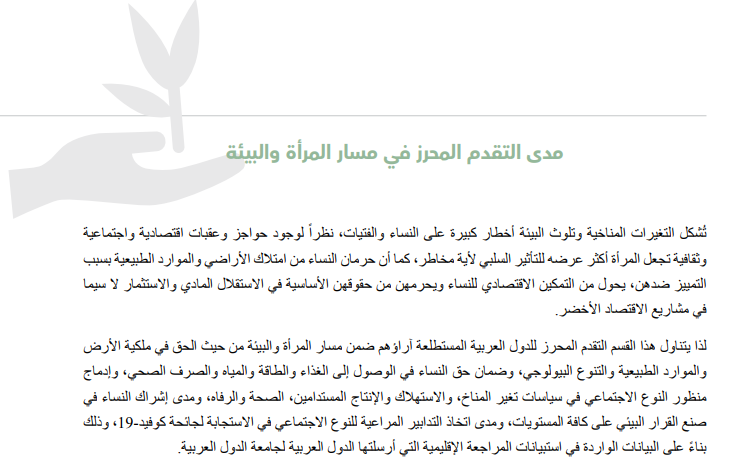 مدى التقدم المحرز في مسار المرأة والبيئة
تُشكل التغيرات المناخية وتلوث البيئة أخطار كبيرة على النساء والفتيات، نظراً لوجود حواجز وعقبات اقتصادية واجتماعية
وثقافية تجعل المرأة أكثر عرضه للتأثير السلبي لأية مخاطر، كما أن حرمان النساء من امتلاك الأراضي والموارد الطبيعية بسبب
التمييز ضدهن، يحول من التمكين الاقتصادي للنساء ويحرمهن من حقوقهن الأساسية في الاستقلال المادي والاستثمار لا سيما
في مشاريع الاقتصاد الأخضر.
لذا يتناول هذا القسم التقدم المحرز للدول العربية المستطلعة آراؤهم ضمن مسار المرأة والبيئة من حيث الحق في ملكية الأرض
والموارد الطبيعية والتنوع البيولوجي، وضمان حق النساء في الوصول إلى الغذاء والطاقة والمياه والصرف الصحي، وإدماج
منظور النوع الاجتماعي في سياسات تغير المناخ، والاستهلاك والإنتاج المستدامين، الصحة والرفاه، ومدى إشراك النساء في
صنع القرار البيئي على كافة المستويات، ومدى اتخاذ التدابير المراعية للنوع الاجتماعي في الاستجابة لجائحة كوفيد-19، وذلك
بناءً على البيانات الواردة في استبيانات المراجعة الإقليمية التي أرسلتها الدول العربية لجامعة الدول العربية.